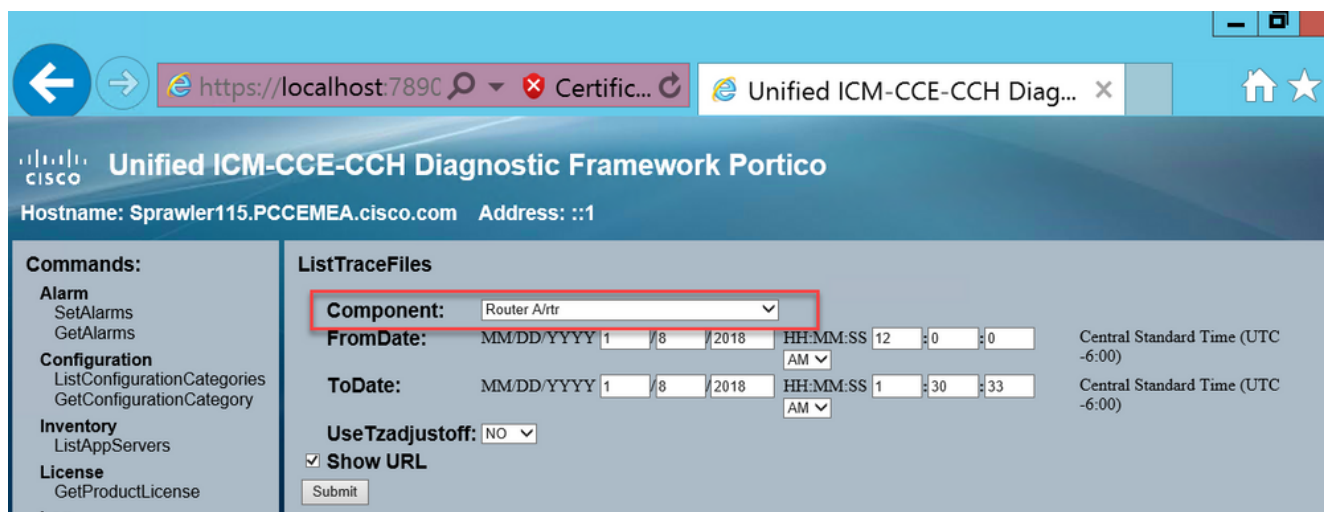 https://localhost:7890 Certific... Unified ICM-CCE-CCH Diag...
CISCO Unified ICM-CCE-CCH Diagnostic Framework Portico
Hostname: Sprawler115.PCCEMEA.cisco.com Address: ::1
Commands:
Alarm
SetAlarms
GetAlarms
Configuration
ListConfigurationCategories
GetConfigurationCategory
Inventory
ListAppServers
License
GetProductLicense
ListTraceFiles
Component: Router A/rtr
FromDate: MM/DD/YYYY 1 /8 /2018 HH:MM:SS 12 :0 :0 Central Standard Time (UTC
AM -6:00)
ToDate: MM/DD/YYYY 1 /8 /2018 HH:MM:SS 1 :30 :33 Central Standard Time (UTC
AM -6:00)
UseTzadjustoff: NO
Show URL
Submit